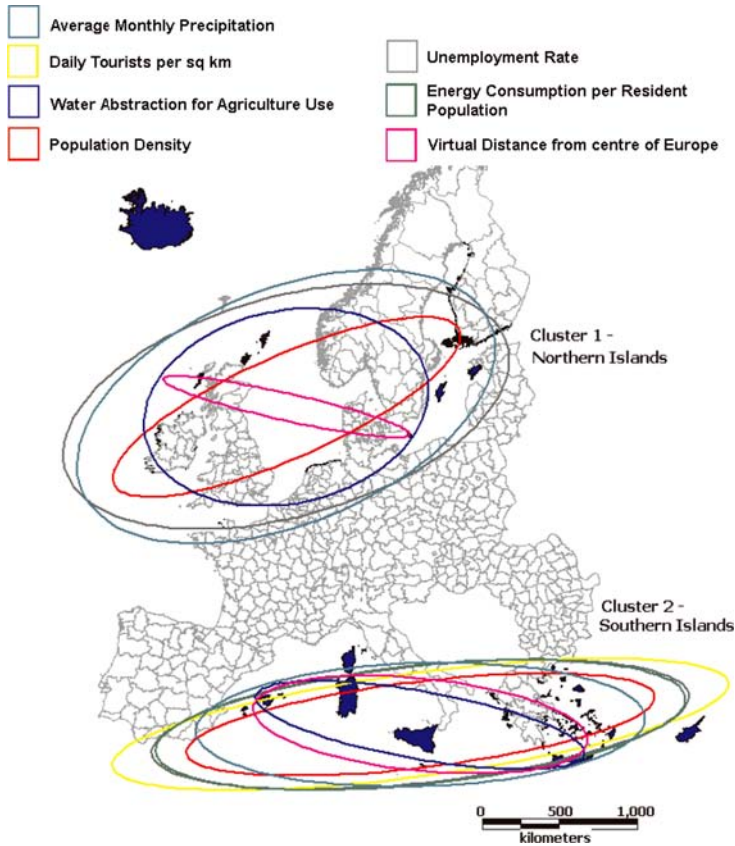 Average Monthly Precipitation
Daily Tourists per sq km
Water Abstraction for Agriculture Use
Population Density
Unemployment Rate
Energy Consumption per Resident
Population
Virtual Distance from centre of Europe
Cluster 1 -
Northern Islands
Cluster 2 -
Southern Islands
0 500 1,000
kilometers